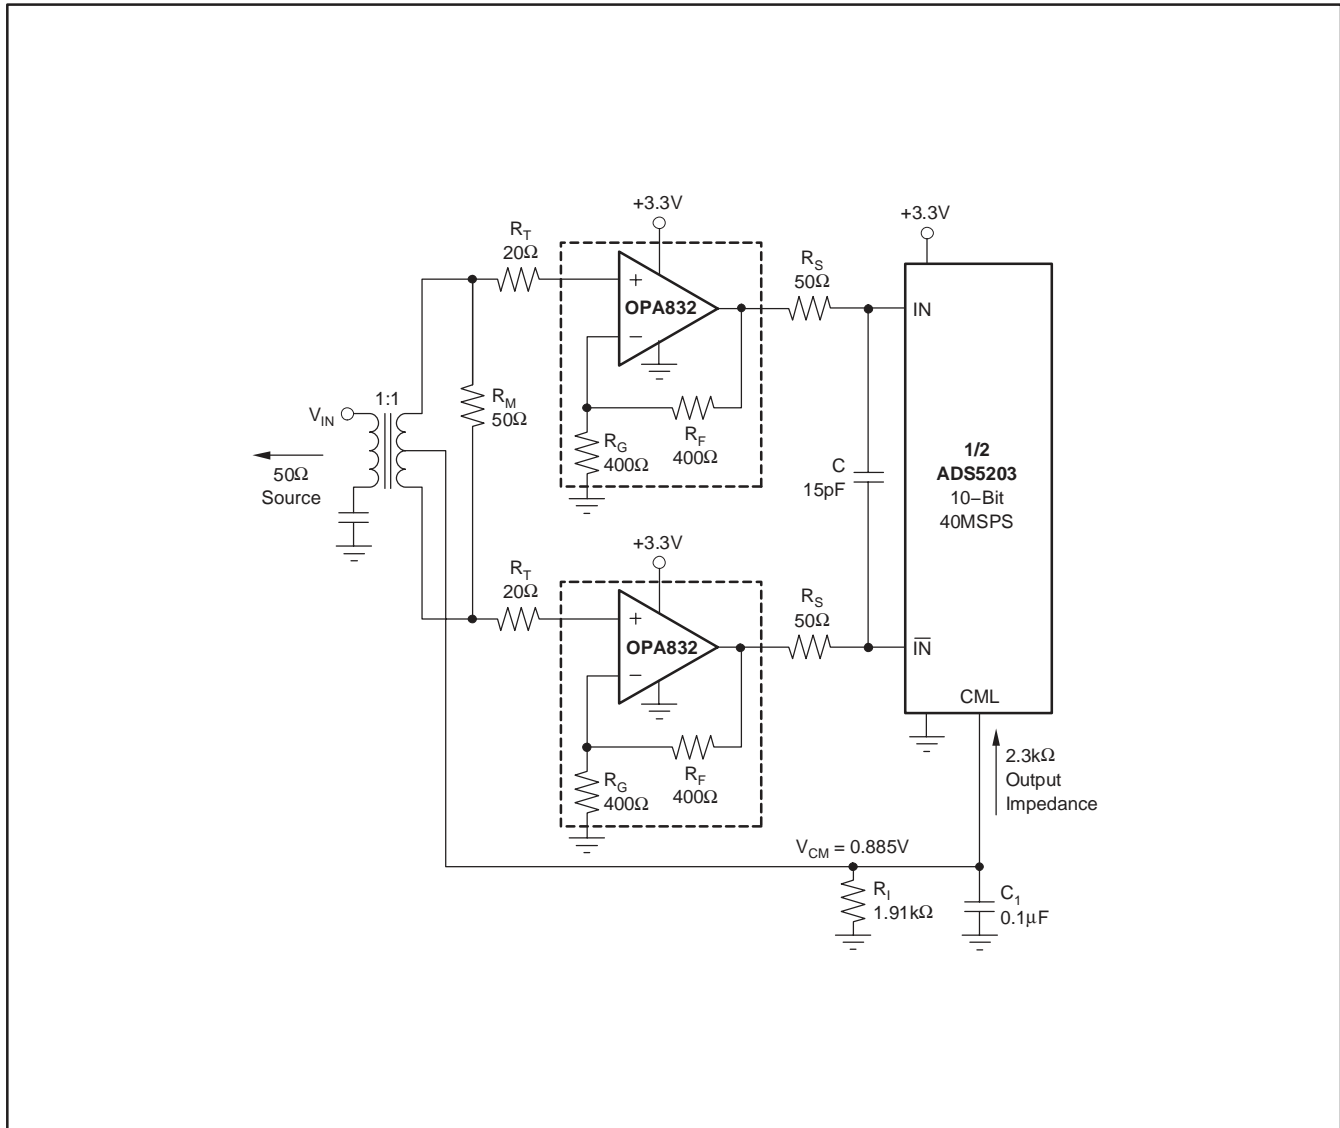 +3.3V
+3.3V
R_T
20Ω
R_S
50Ω
+
OPA832
−
IN
1:1
V_IN
R_M
50Ω
R_F
400Ω
R_G
400Ω
50Ω
Source
C
15pF
1/2
ADS5203
10−Bit
40MSPS
+3.3V
R_T
20Ω
R_S
50Ω
+
OPA832
−
I̅N̅
CML
R_F
400Ω
R_G
400Ω
2.3kΩ
Output
Impedance
V_CM = 0.885V
R_I
1.91kΩ
C_1
0.1μF